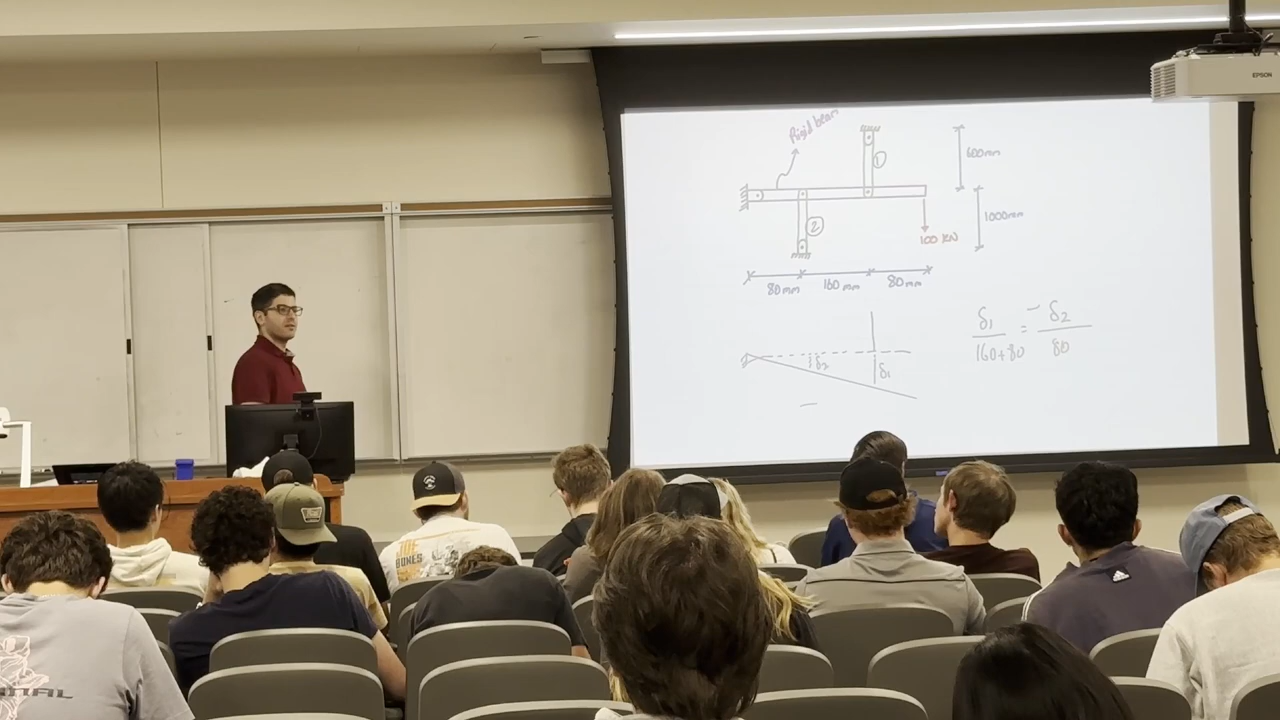 EPSON
Rigid beam
①
600mm
②
1000mm
100 KN
80mm 160 mm 80mm
δ₁/160+80 = -δ₂/80
δ₂
δ₁
JOE
BONES